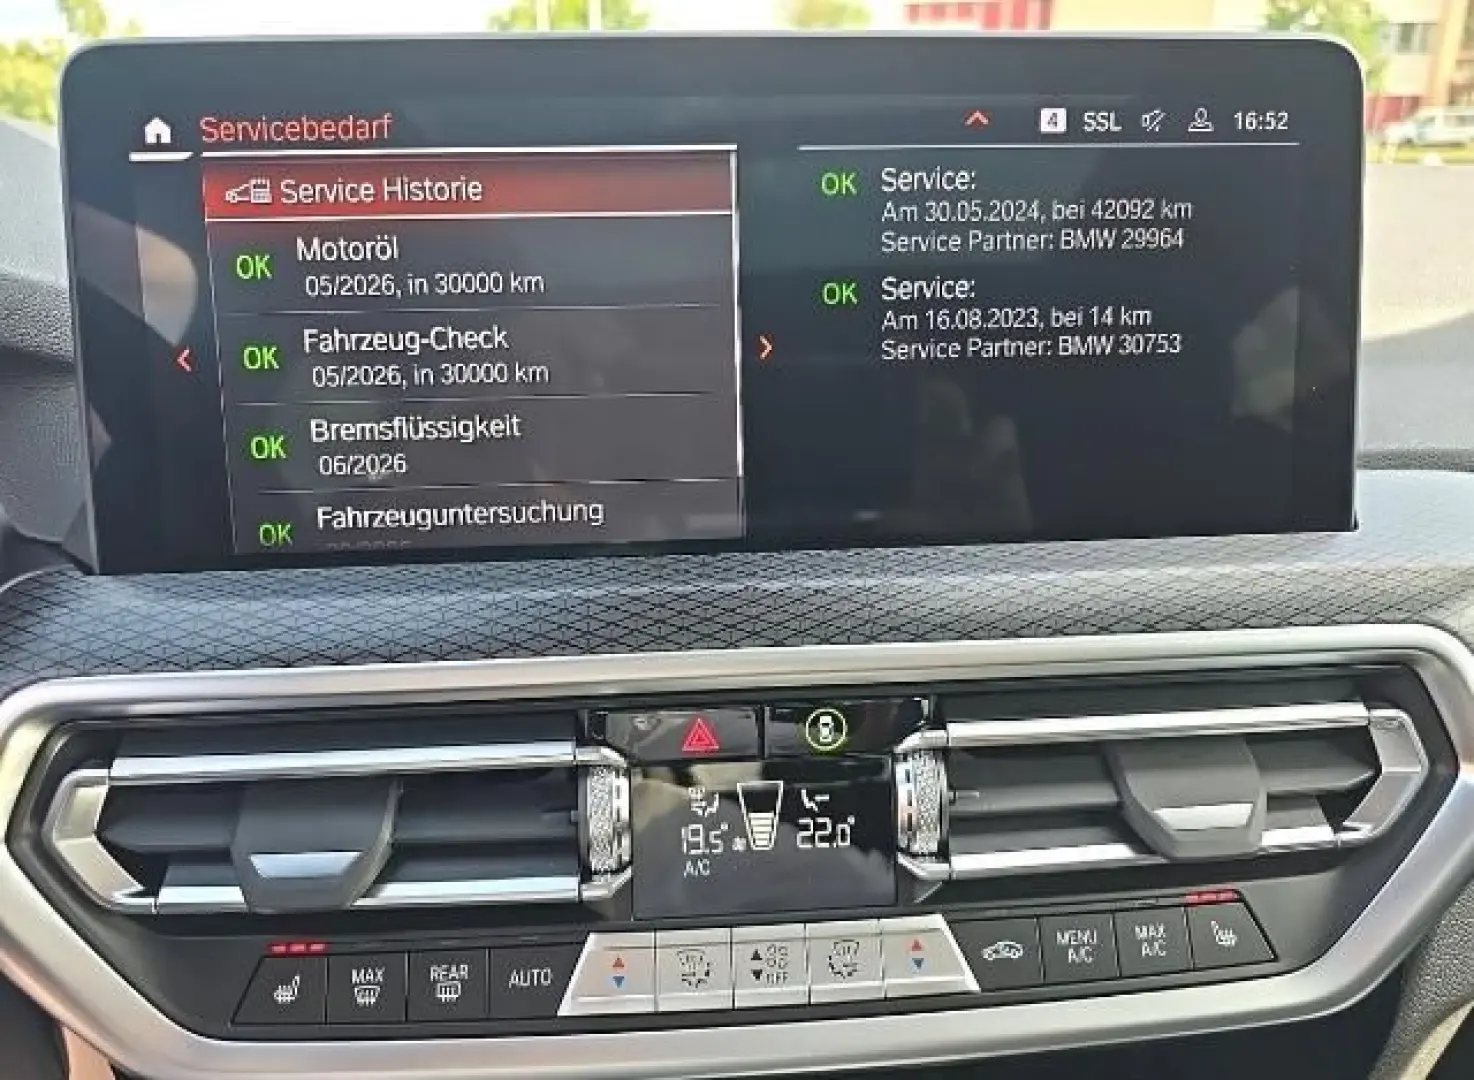 Servicebedarf
4 SSL 16:52
Service Historie
OK Motoröl
05/2026, in 30000 km
OK Fahrzeug-Check
05/2026, in 30000 km
OK Bremsflüssigkeit
06/2026
OK Fahrzeuguntersuchung
OK Service:
Am 30.05.2024, bei 42092 km
Service Partner: BMW 29964
OK Service:
Am 16.08.2023, bei 14 km
Service Partner: BMW 30753
19.5° 22.0°
A/C
MAX
REAR
AUTO
OFF
MENU
A/C
MAX
A/C